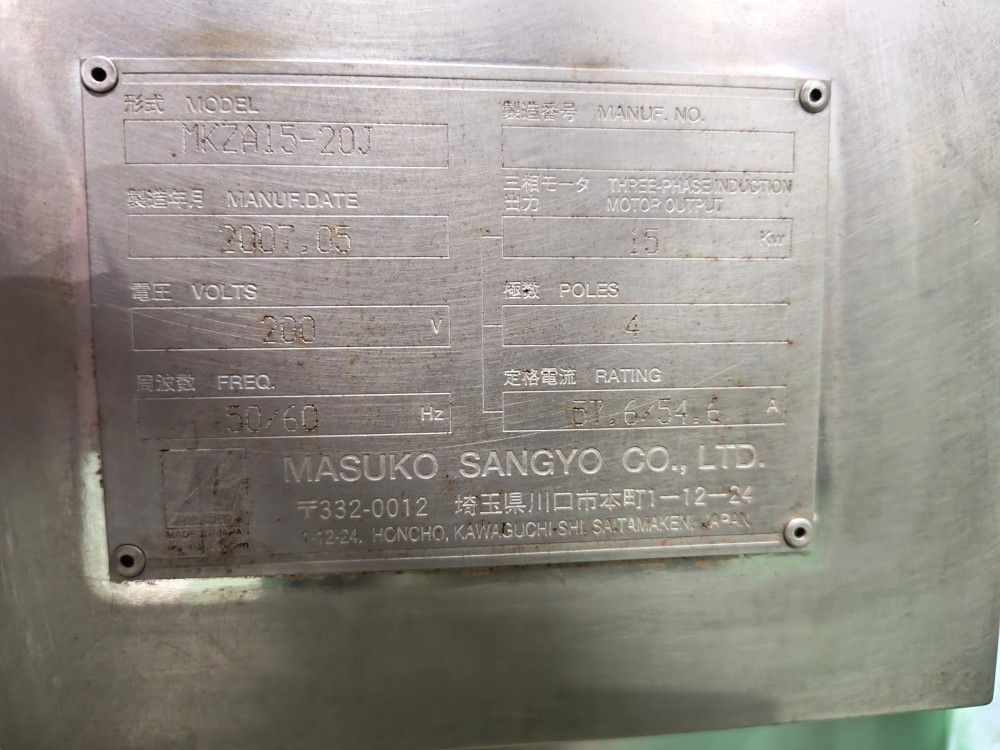 形式 MODEL
MKZA15-20J
製造番号 MANUF. NO.
製造年月 MANUF.DATE
2007.05
三相モータ THREE-PHASE INDUCTION
出力 MOTOR OUTPUT
15 Kw
電圧 VOLTS
200 V
極数 POLES
4
周波数 FREQ.
50/60 Hz
定格電流 RATING
57.6/54.6 A
MASUKO SANGYO CO., LTD.
〒332-0012 埼玉県川口市本町1-12-24
1-12-24, HONCHO, KAWAGUCHI-SHI, SAITAMAKEN, JAPAN
MADE IN JAPAN